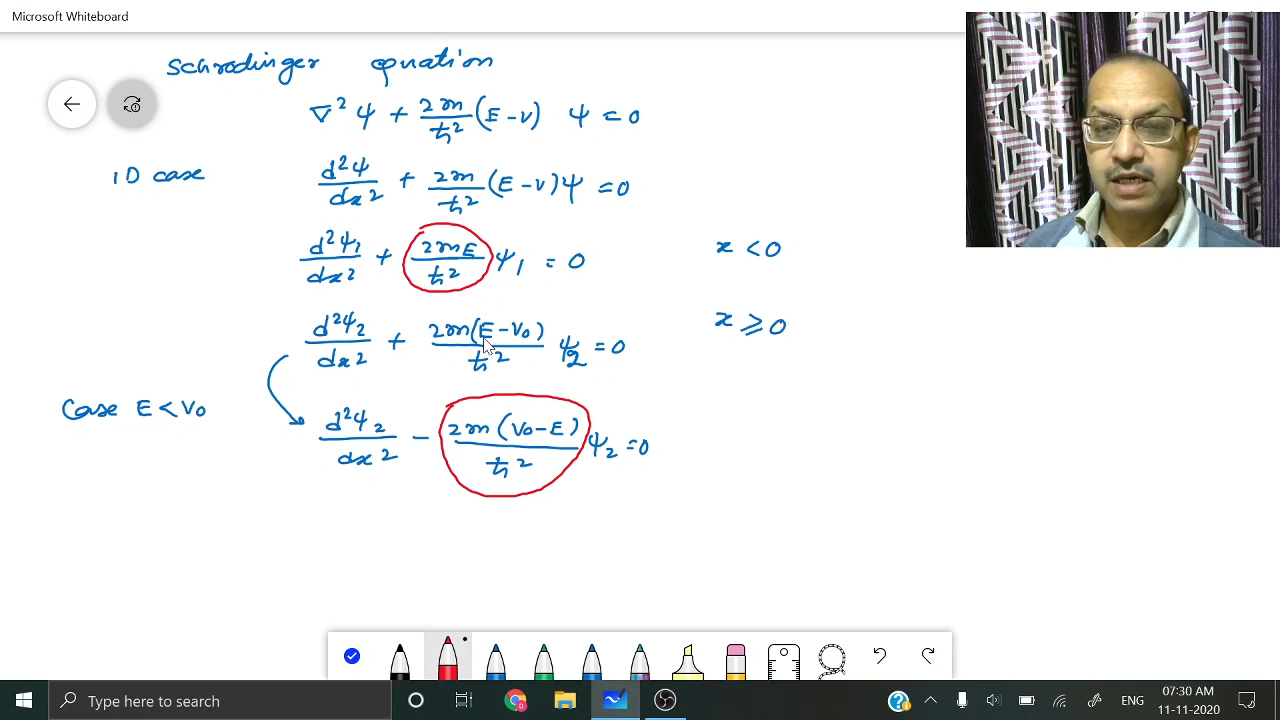 Microsoft Whiteboard
Schrodinger equation
∇²ψ + 2m/ħ² (E-V) ψ = 0
1D case d²ψ/dx² + 2m/ħ² (E-V)ψ = 0
d²ψ₁/dx² + 2mE/ħ² ψ₁ = 0 x < 0
d²ψ₂/dx² + 2m(E-V₀)/ħ² ψ₂ = 0 x ⩾ 0
Case E < V₀ d²ψ₂/dx² - 2m(V₀-E)/ħ² ψ₂ = 0
Type here to search
ENG
07:30 AM
11-11-2020